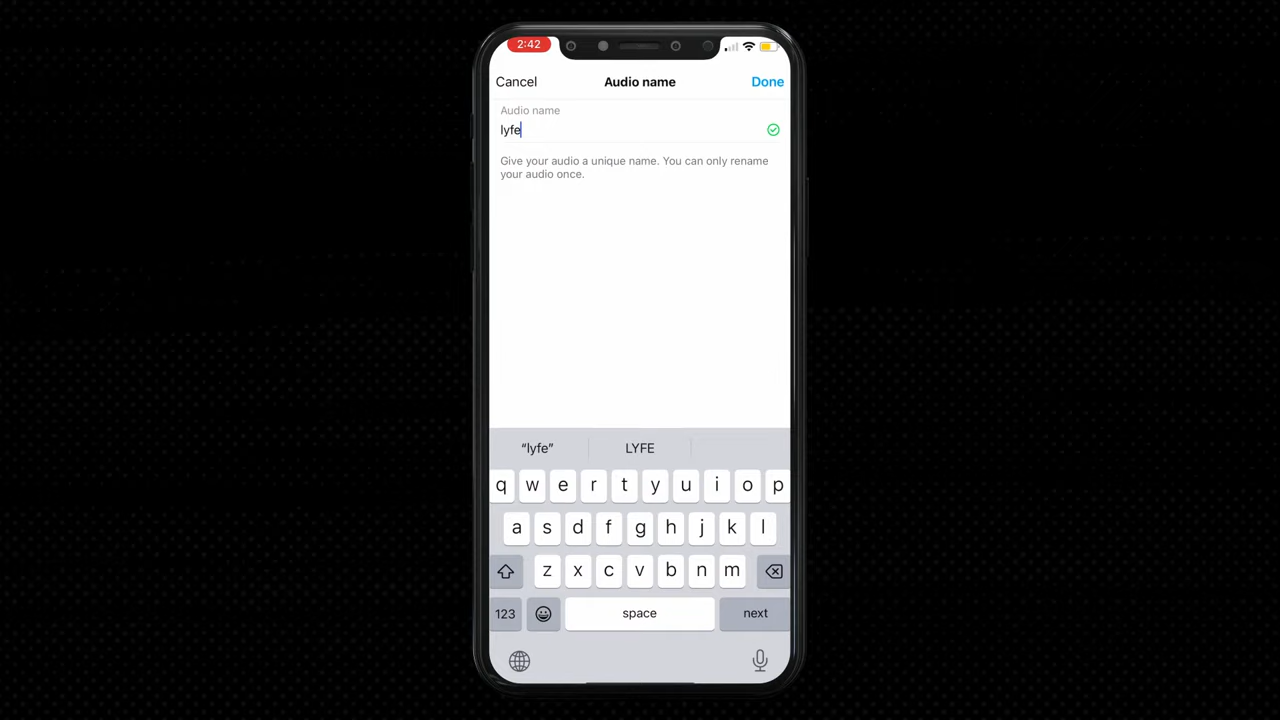 2:42
Cancel Audio name Done
Audio name
lyfe
Give your audio a unique name. You can only rename
your audio once.
“lyfe” LYFE
q w e r t y u i o p
a s d f g h j k l
z x c v b n m
123 space next